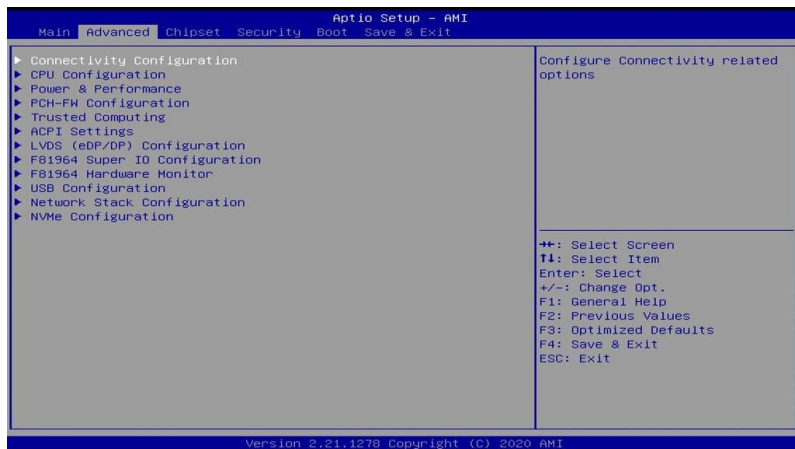 Aptio Setup – AMI
Main Advanced Chipset Security Boot Save & Exit
▶ Connectivity Configuration
▶ CPU Configuration
▶ Power & Performance
▶ PCH-FW Configuration
▶ Trusted Computing
▶ ACPI Settings
▶ LVDS (eDP/DP) Configuration
▶ F81964 Super IO Configuration
▶ F81964 Hardware Monitor
▶ USB Configuration
▶ Network Stack Configuration
▶ NVMe Configuration
Configure Connectivity related
options
→←: Select Screen
↑↓: Select Item
Enter: Select
+/-: Change Opt.
F1: General Help
F2: Previous Values
F3: Optimized Defaults
F4: Save & Exit
ESC: Exit
Version 2.21.1278 Copyright (C) 2020 AMI